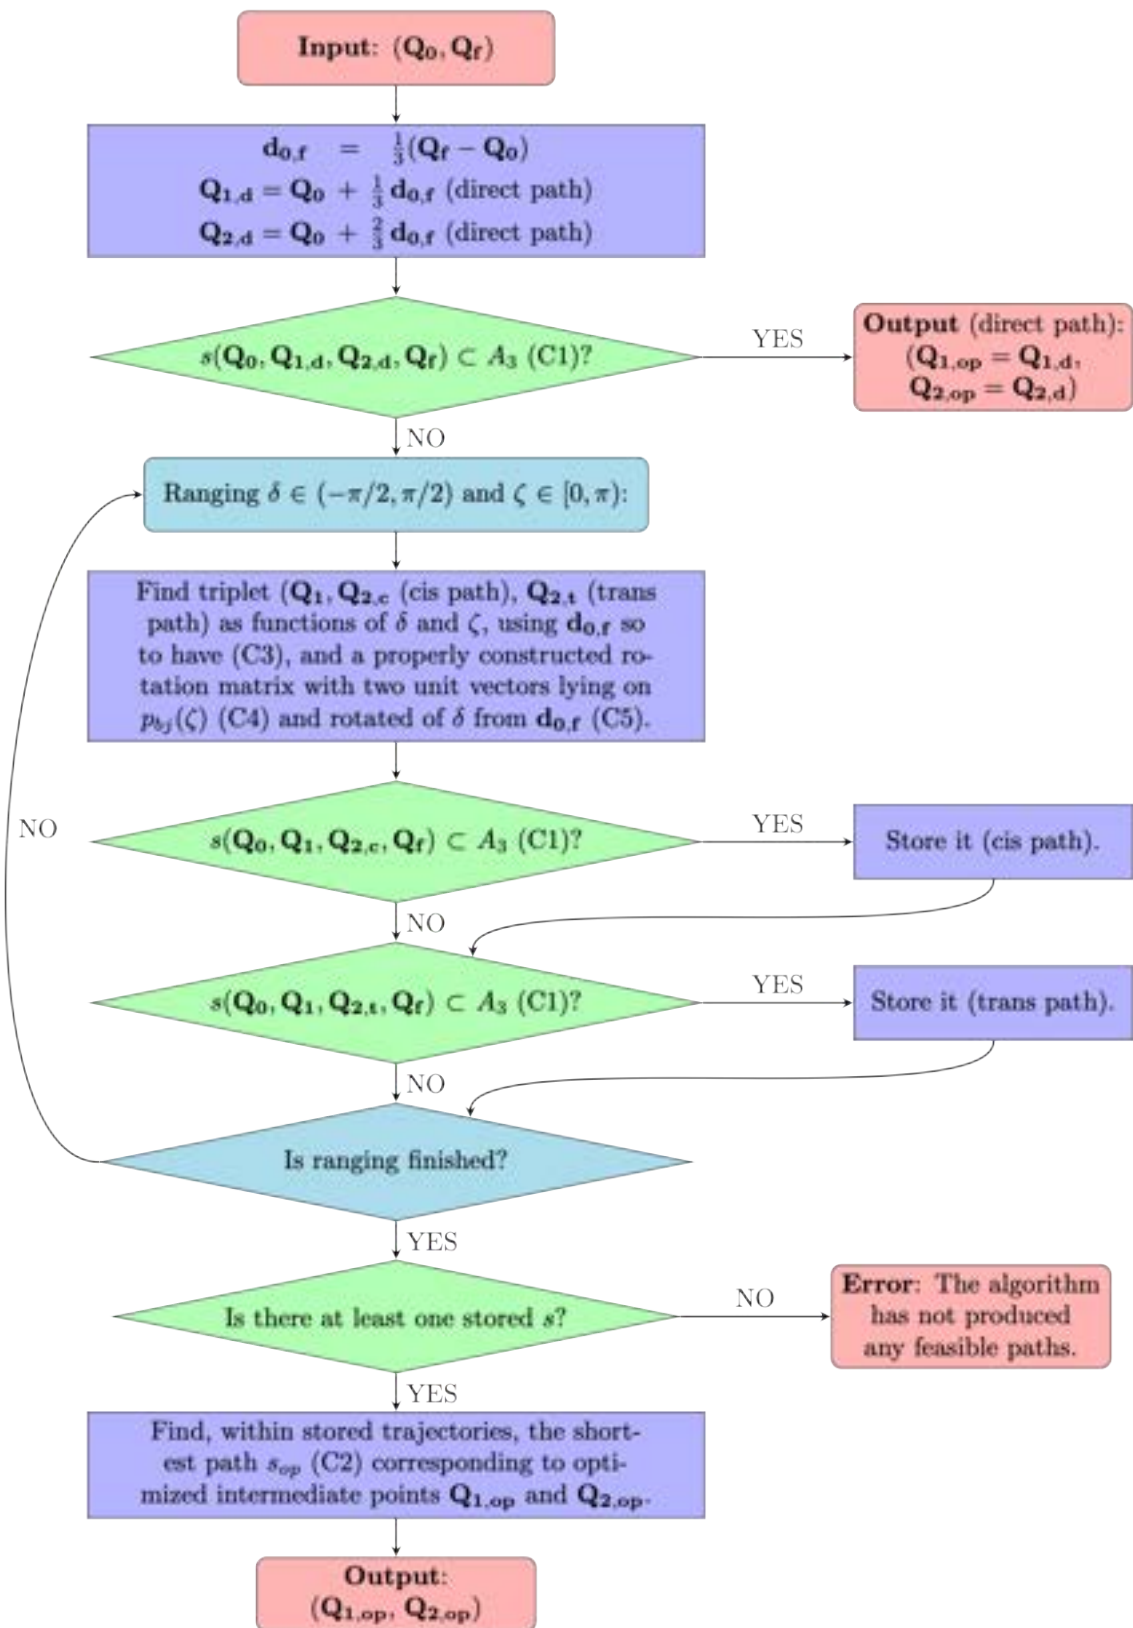 Input: (Q₀, Q_f)
d₀,f = 1/3(Q_f − Q₀)
Q₁,d = Q₀ + 1/3 d₀,f (direct path)
Q₂,d = Q₀ + 2/3 d₀,f (direct path)
s(Q₀, Q₁,d, Q₂,d, Q_f) ⊂ A₃ (C1)?
YES
Output (direct path):
(Q₁,op = Q₁,d,
Q₂,op = Q₂,d)
NO
Ranging δ ∈ (−π/2, π/2) and ζ ∈ [0, π):
Find triplet (Q₁, Q₂,c (cis path), Q₂,t (trans
path) as functions of δ and ζ, using d₀,f so
to have (C3), and a properly constructed ro-
tation matrix with two unit vectors lying on
p_bj(ζ) (C4) and rotated of δ from d₀,f (C5).
s(Q₀, Q₁, Q₂,c, Q_f) ⊂ A₃ (C1)?
YES
Store it (cis path).
NO
NO
s(Q₀, Q₁, Q₂,t, Q_f) ⊂ A₃ (C1)?
YES
Store it (trans path).
NO
Is ranging finished?
YES
Is there at least one stored s?
NO
Error: The algorithm
has not produced
any feasible paths.
YES
Find, within stored trajectories, the short-
est path s_op (C2) corresponding to opti-
mized intermediate points Q₁,op and Q₂,op.
Output:
(Q₁,op, Q₂,op)